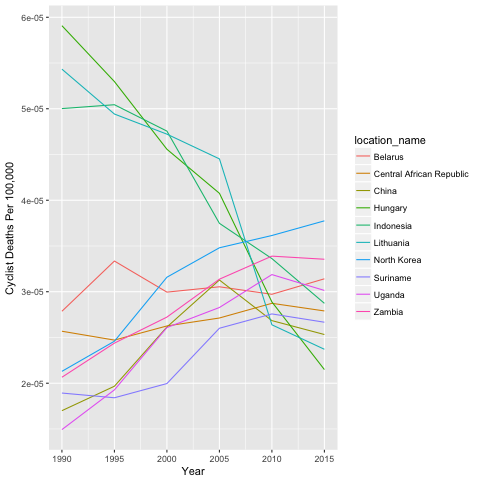 6e-05
5e-05
4e-05
3e-05
2e-05
Cyclist Deaths Per 100,000
1990 1995 2000 2005 2010 2015
Year
location_name
Belarus
Central African Republic
China
Hungary
Indonesia
Lithuania
North Korea
Suriname
Uganda
Zambia